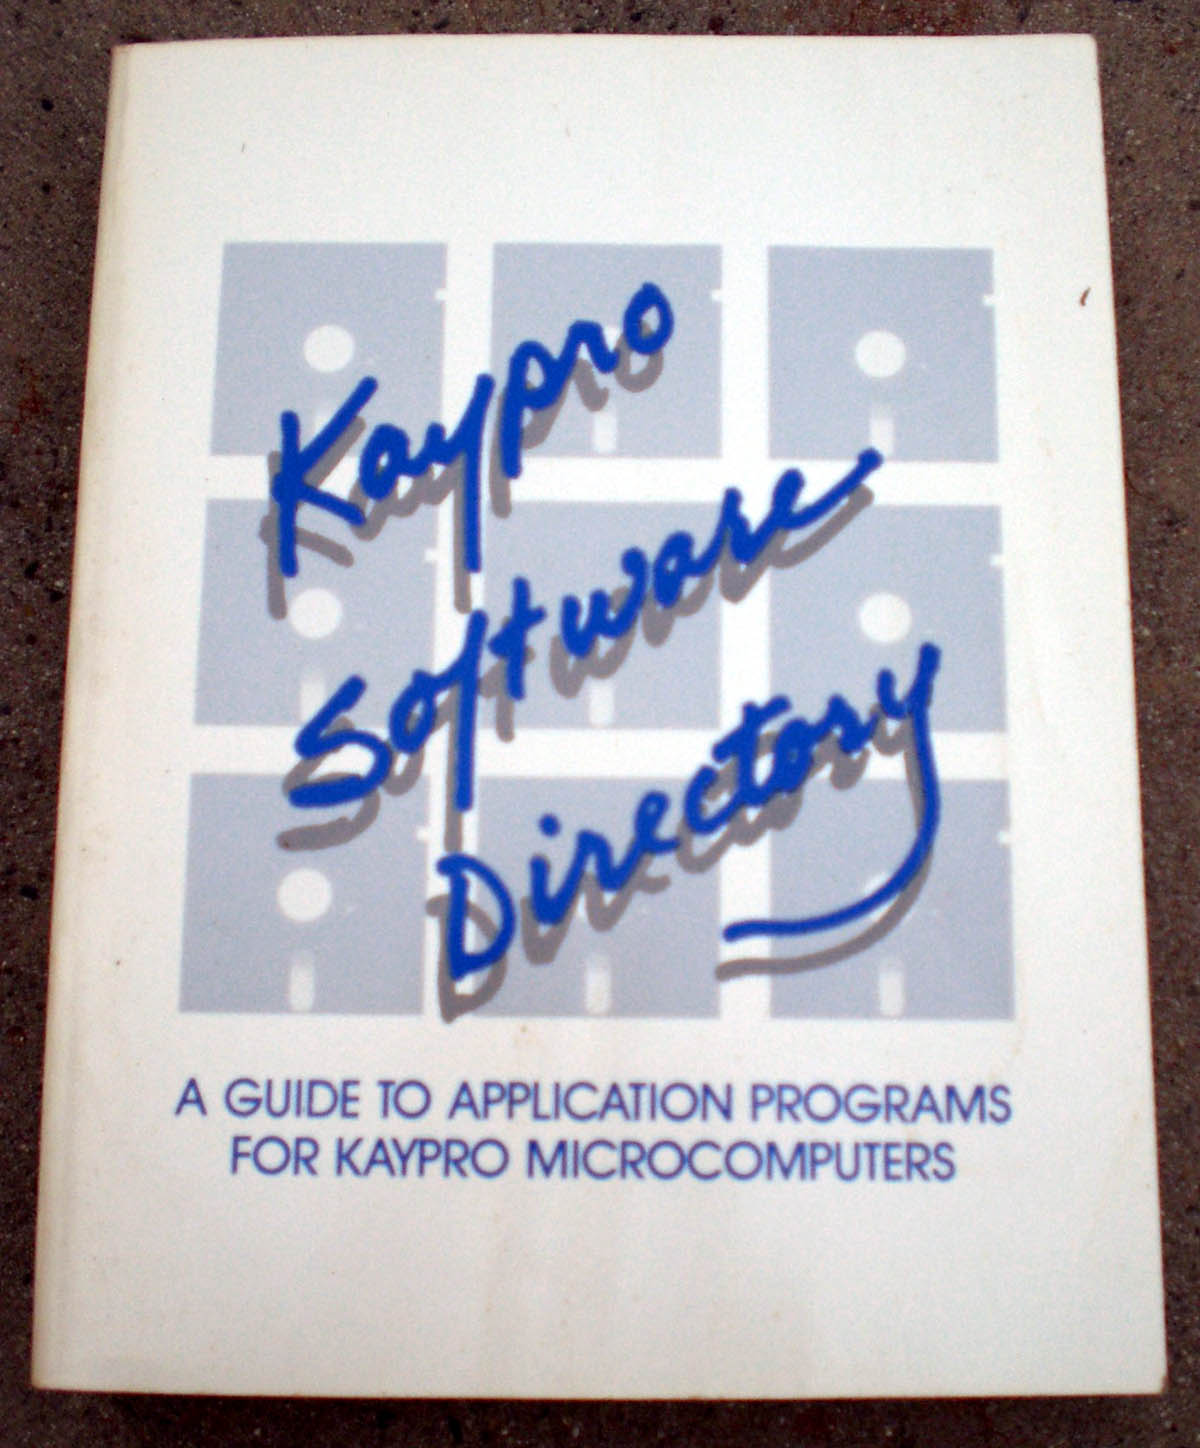 Kaypro
Software
Directory
A GUIDE TO APPLICATION PROGRAMS
FOR KAYPRO MICROCOMPUTERS